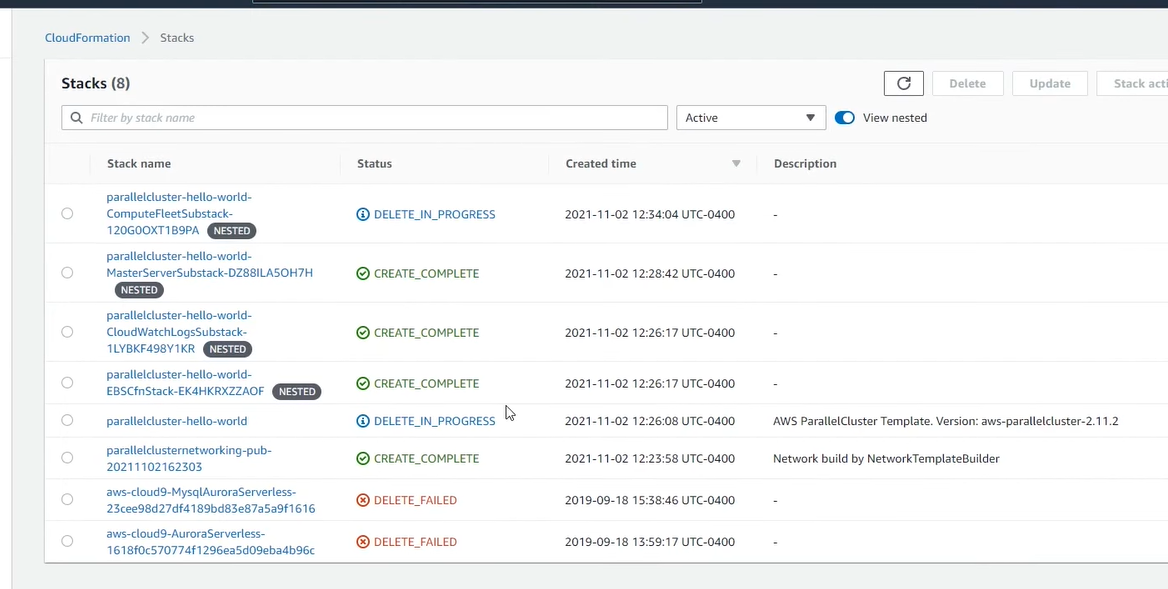 CloudFormation > Stacks
Stacks (8)
Delete
Update
Filter by stack name
Active
View nested
Stack name
Status
Created time
Description
parallelcluster-hello-world-
ComputeFleetSubstack-
120G0OXT1B9PA NESTED
DELETE_IN_PROGRESS
2021-11-02 12:34:04 UTC-0400
-
parallelcluster-hello-world-
MasterServerSubstack-DZ88ILA5OH7H
NESTED
CREATE_COMPLETE
2021-11-02 12:28:42 UTC-0400
-
parallelcluster-hello-world-
CloudWatchLogsSubstack-
1LYBKF498Y1KR NESTED
CREATE_COMPLETE
2021-11-02 12:26:17 UTC-0400
-
parallelcluster-hello-world-
EBSCfnStack-EK4HKRXZZAOF NESTED
CREATE_COMPLETE
2021-11-02 12:26:17 UTC-0400
-
parallelcluster-hello-world
DELETE_IN_PROGRESS
2021-11-02 12:26:08 UTC-0400
AWS ParallelCluster Template. Version: aws-parallelcluster-2.11.2
parallelclusternetworking-pub-
20211102162303
CREATE_COMPLETE
2021-11-02 12:23:58 UTC-0400
Network build by NetworkTemplateBuilder
aws-cloud9-MysqlAuroraServerless-
23cee98d27df4189bd83e87a5a9f1616
DELETE_FAILED
2019-09-18 15:38:46 UTC-0400
-
aws-cloud9-AuroraServerless-
1618f0c570774f1296ea5d09eba4b96c
DELETE_FAILED
2019-09-18 13:59:17 UTC-0400
-